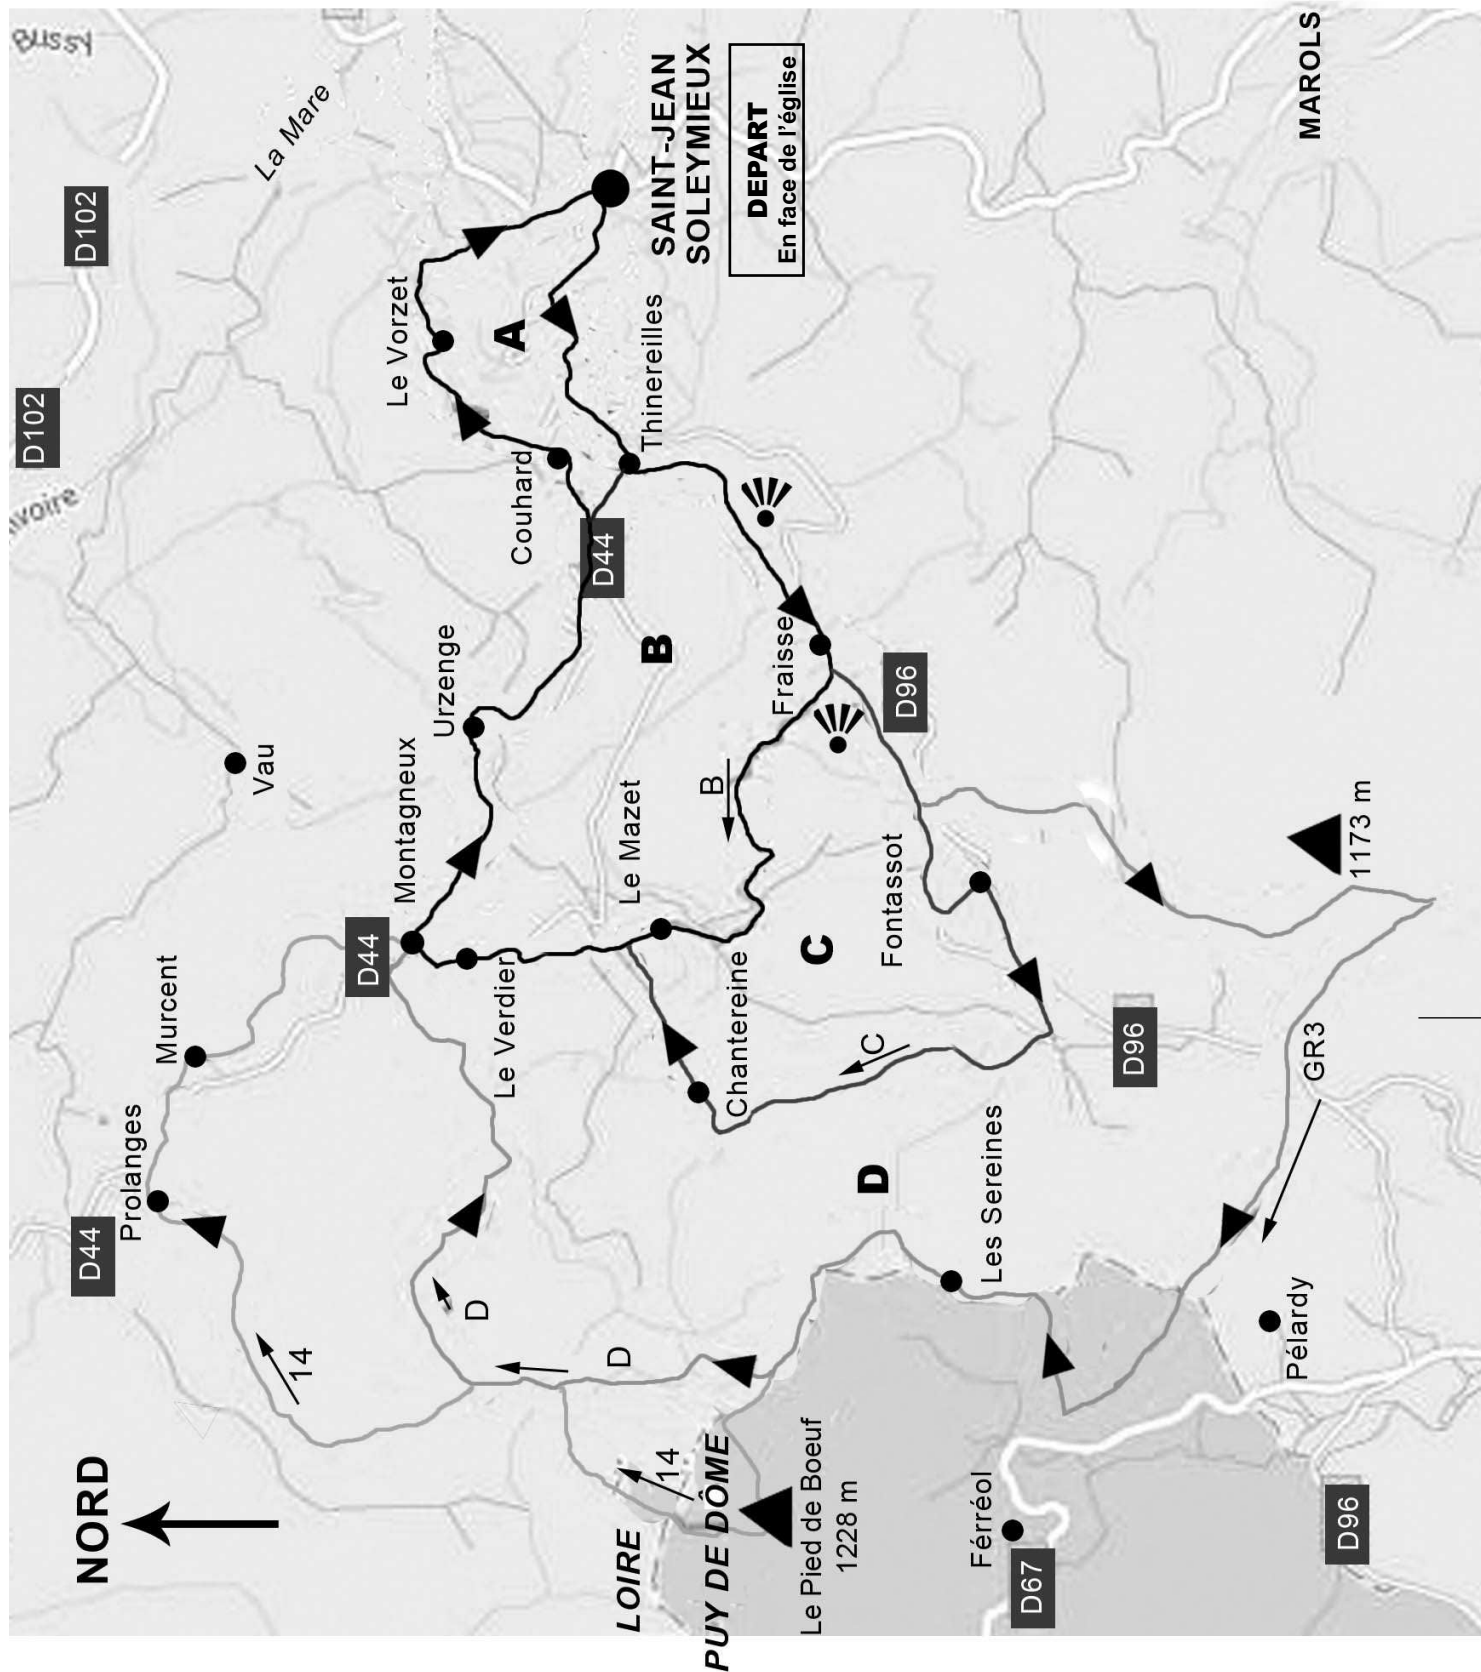 D102
Bussy
NORD
D44
D102
Prolanges
Murcent
Vau
La Mare
14
D44
Montagneux
Le Vorzet
D
Urzenge
Le Verdier
A
Couhard
D44
LOIRE
D
Le Mazet
B
Thinereilles
14
SAINT-JEAN
SOLEYMIEUX
PUY DE DÔME
B
Chantereine
DEPART
En face de l'église
Fraisse
Le Pied de Boeuf
1228 m
C
C
D
Fontassot
D96
Férréol
Les Sereines
D67
D96
Pélardy
GR3
MAROLS
D96
1173 m